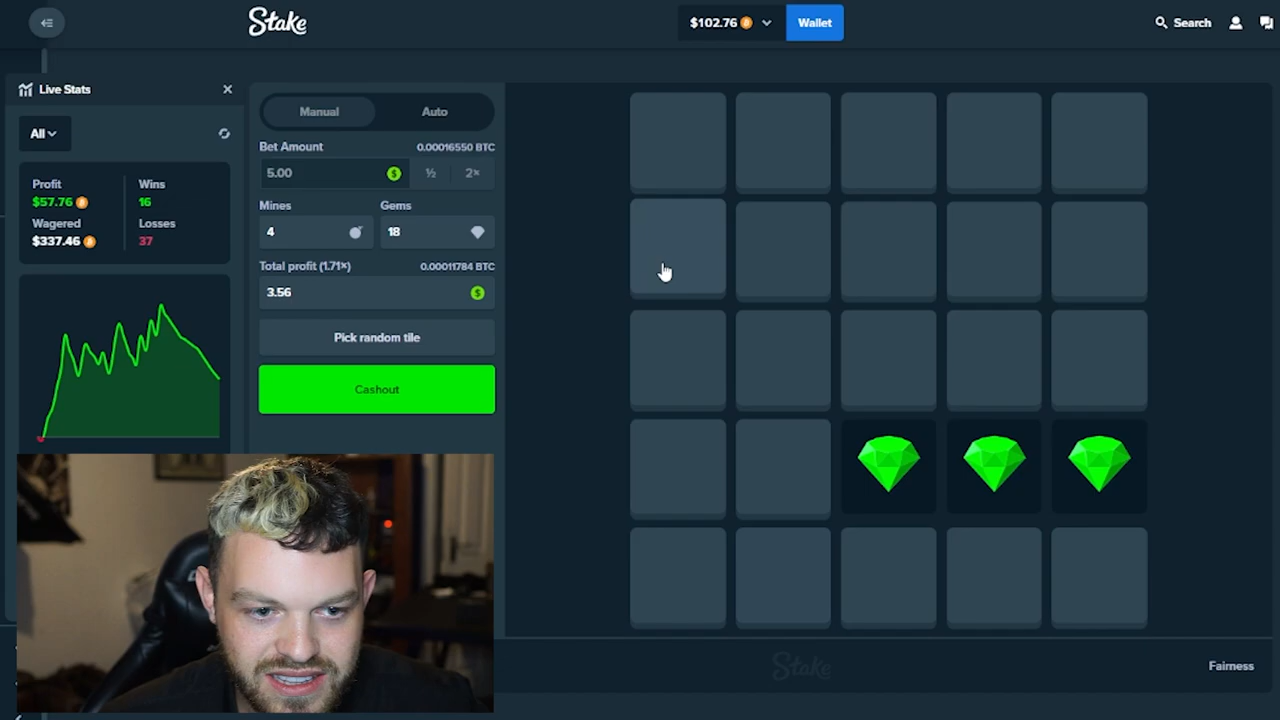 Stake
$102.76
Wallet
Search
Live Stats
All
Profit
$57.76
Wins
16
Wagered
$337.46
Losses
37
Manual
Auto
Bet Amount
0.00016550 BTC
5.00
½
2×
Mines
Gems
4
18
Total profit (1.71×)
0.00011784 BTC
3.56
Pick random tile
Cashout
Stake
Fairness